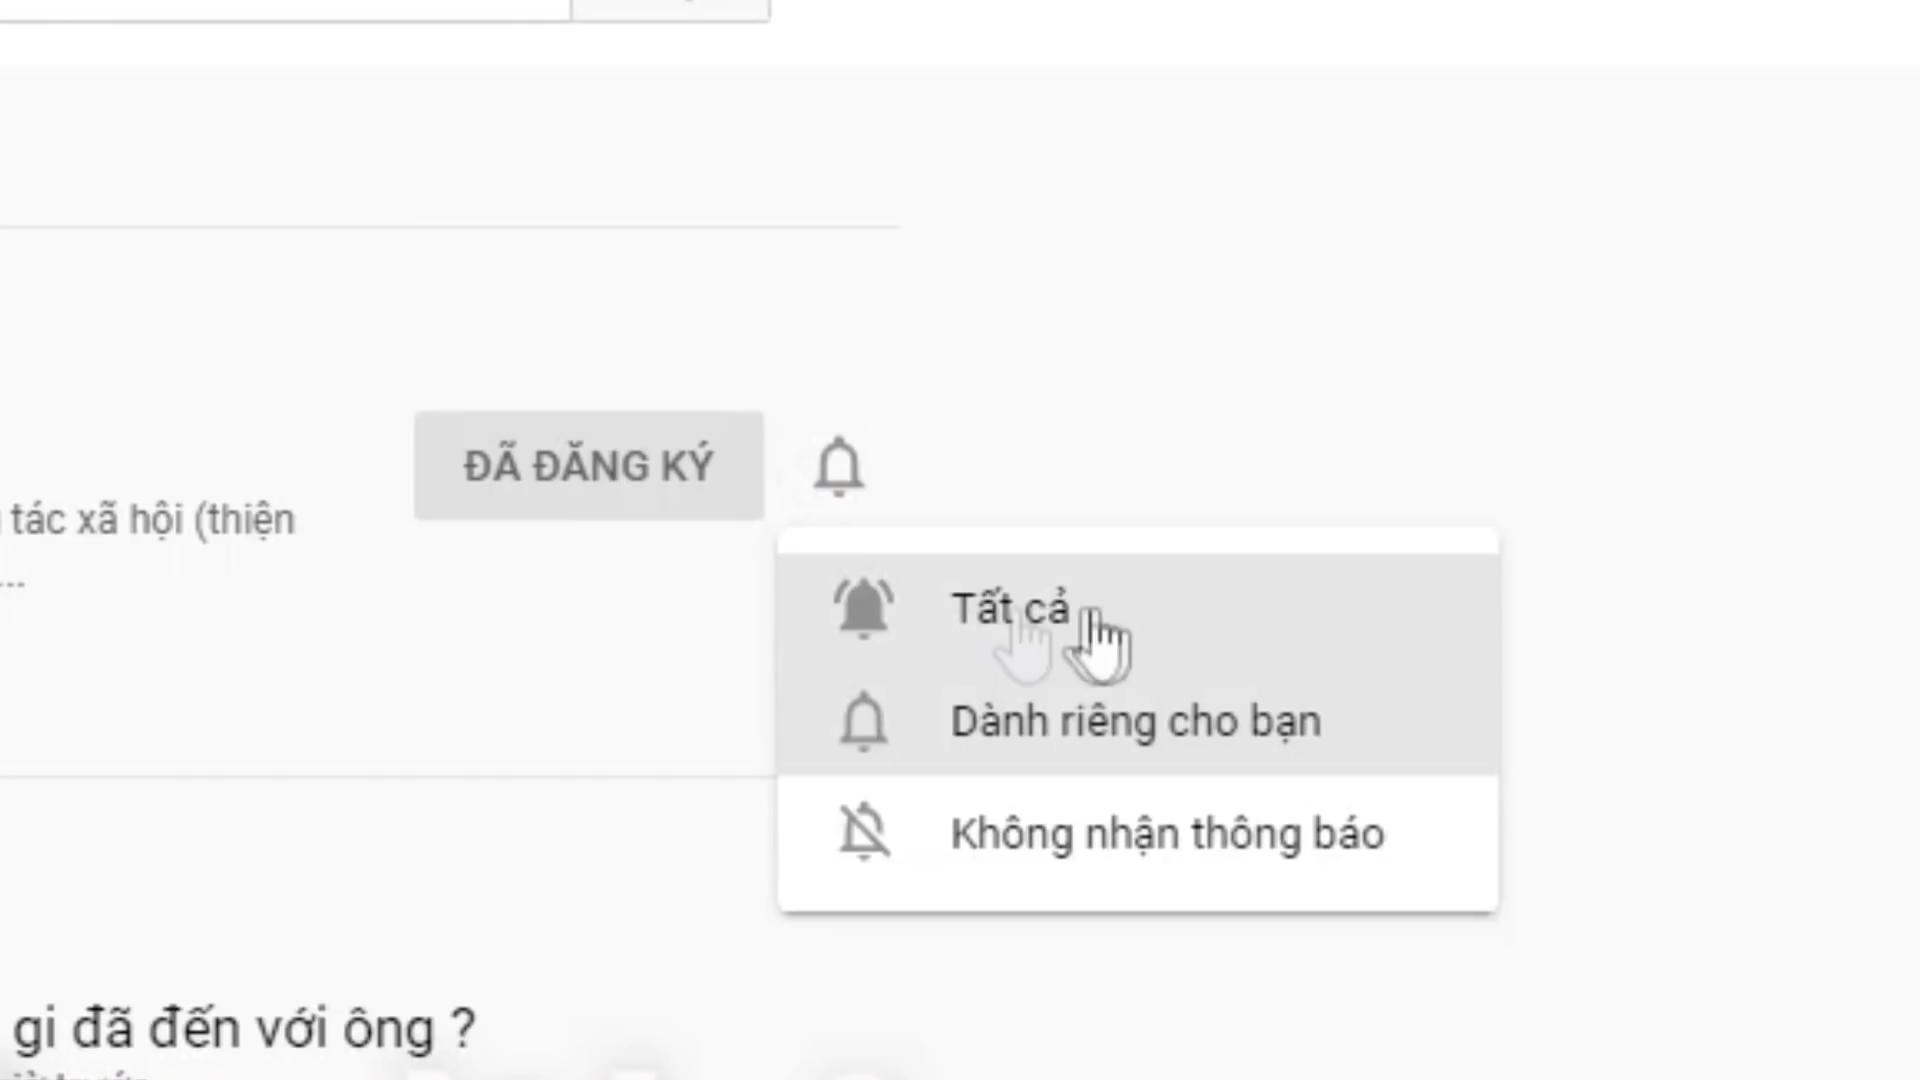 ĐÃ ĐĂNG KÝ
tác xã hội (thiện
...
Tất cả
Dành riêng cho bạn
Không nhận thông báo
gi đã đến với ông ?